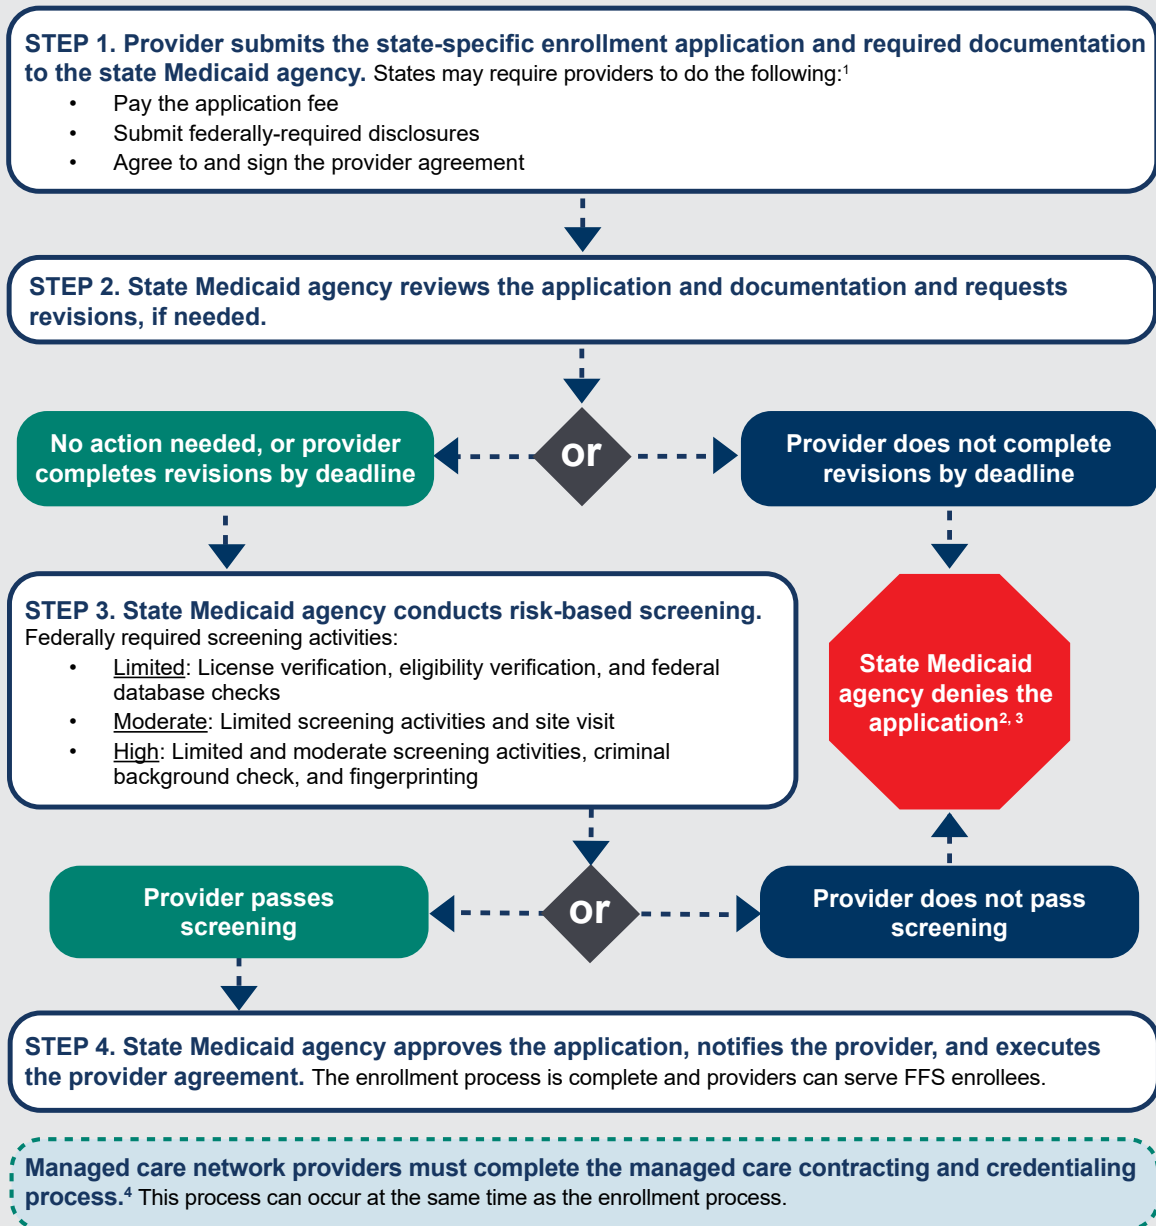 STEP 1. Provider submits the state-specific enrollment application and required documentation
to the state Medicaid agency. States may require providers to do the following:¹
• Pay the application fee
• Submit federally-required disclosures
• Agree to and sign the provider agreement
STEP 2. State Medicaid agency reviews the application and documentation and requests
revisions, if needed.
No action needed, or provider
completes revisions by deadline
or
Provider does not complete
revisions by deadline
STEP 3. State Medicaid agency conducts risk-based screening.
Federally required screening activities:
• Limited: License verification, eligibility verification, and federal
database checks
• Moderate: Limited screening activities and site visit
• High: Limited and moderate screening activities, criminal
background check, and fingerprinting
State Medicaid
agency denies the
application², ³
Provider passes
screening
or
Provider does not pass
screening
STEP 4. State Medicaid agency approves the application, notifies the provider, and executes
the provider agreement. The enrollment process is complete and providers can serve FFS enrollees.
Managed care network providers must complete the managed care contracting and credentialing
process.⁴ This process can occur at the same time as the enrollment process.